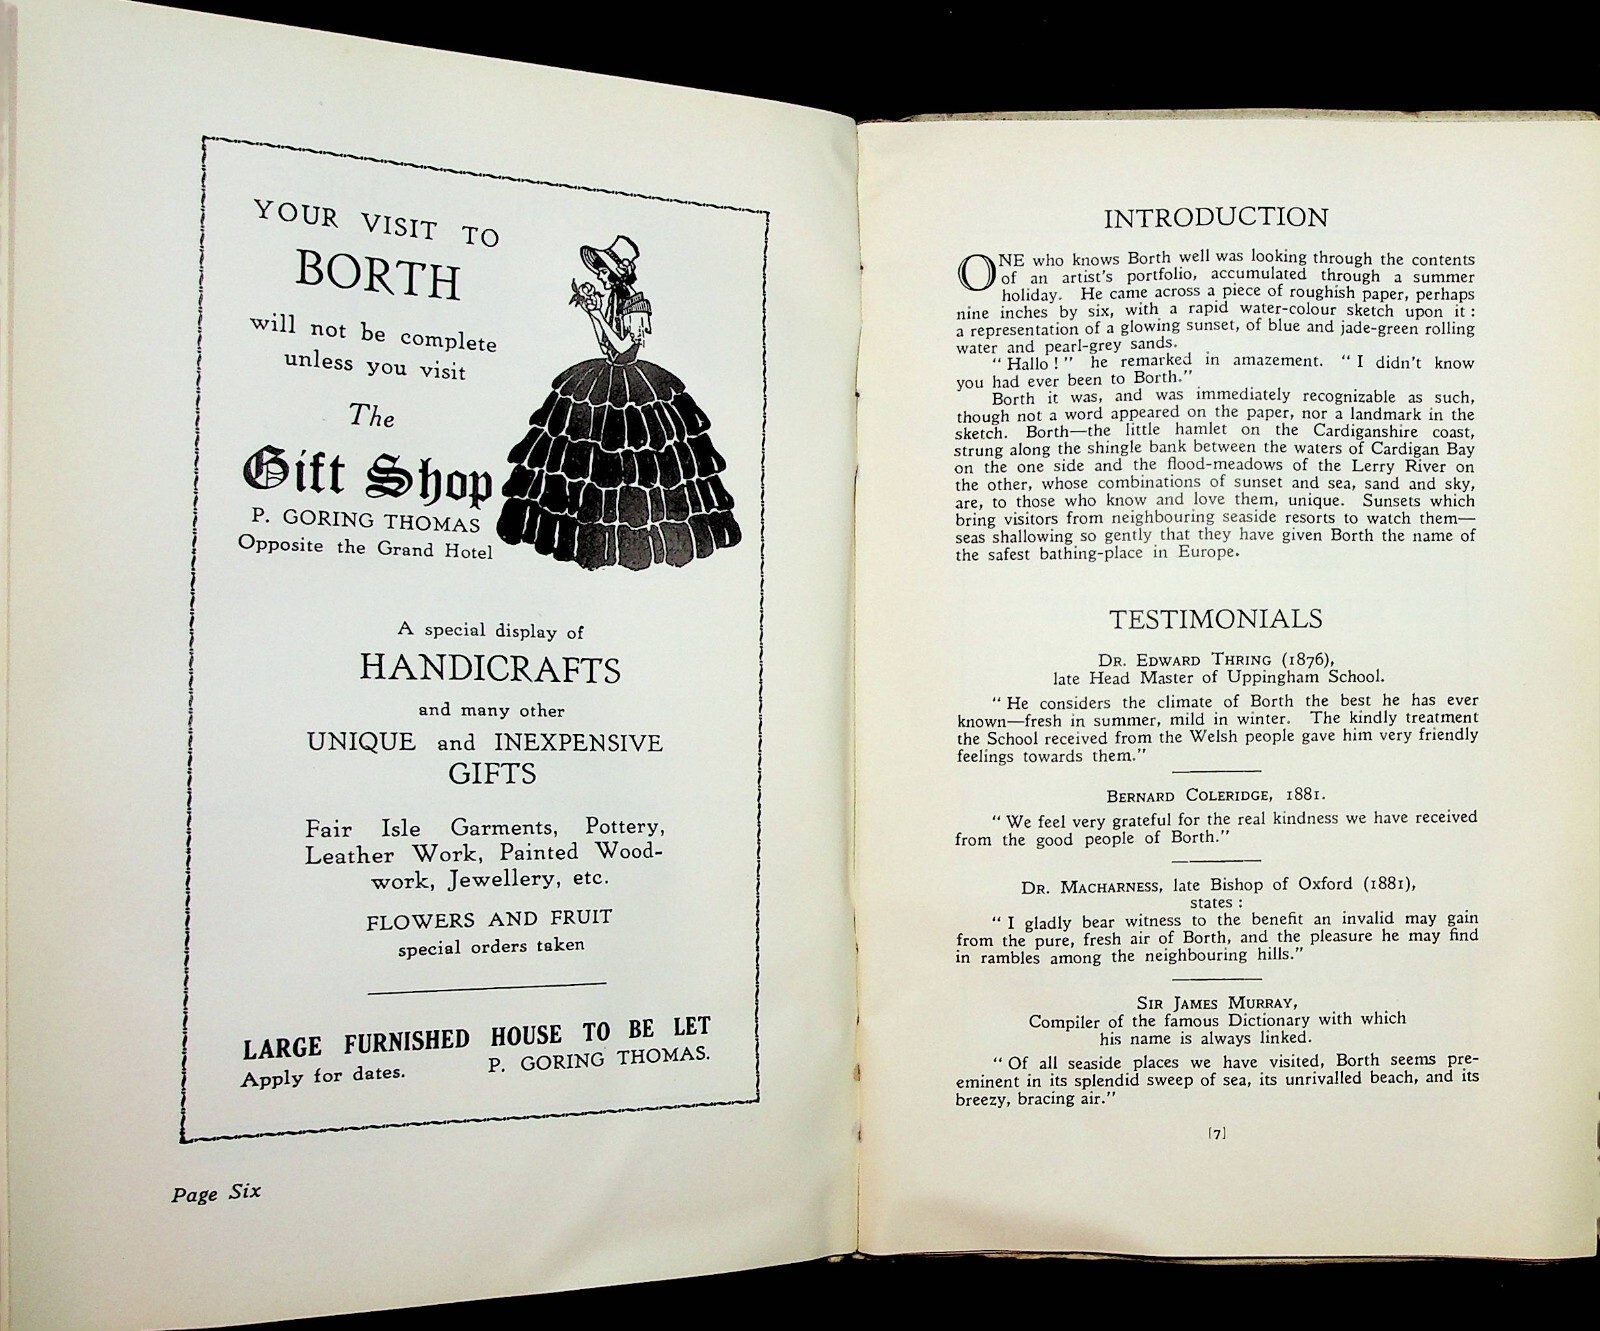 YOUR VISIT TO
BORTH
will not be complete
unless you visit
The
Gift Shop
P. GORING THOMAS
Opposite the Grand Hotel
A special display of
HANDICRAFTS
and many other
UNIQUE and INEXPENSIVE
GIFTS
Fair Isle Garments, Pottery,
Leather Work, Painted Wood-
work, Jewellery, etc.
FLOWERS AND FRUIT
special orders taken
LARGE FURNISHED HOUSE TO BE LET
Apply for dates. P. GORING THOMAS.
Page Six
INTRODUCTION
ONE who knows Borth well was looking through the contents
of an artist's portfolio, accumulated through a summer
holiday. He came across a piece of roughish paper, perhaps
nine inches by six, with a rapid water-colour sketch upon it :
a representation of a glowing sunset, of blue and jade-green rolling
water and pearl-grey sands.
" Hallo ! " he remarked in amazement. " I didn't know
you had ever been to Borth."
Borth it was, and was immediately recognizable as such,
though not a word appeared on the paper, nor a landmark in the
sketch. Borth—the little hamlet on the Cardiganshire coast,
strung along the shingle bank between the waters of Cardigan Bay
on the one side and the flood-meadows of the Lerry River on
the other, whose combinations of sunset and sea, sand and sky,
are, to those who know and love them, unique. Sunsets which
bring visitors from neighbouring seaside resorts to watch them—
seas shallowing so gently that they have given Borth the name of
the safest bathing-place in Europe.
TESTIMONIALS
DR. EDWARD THRING (1876),
late Head Master of Uppingham School.
" He considers the climate of Borth the best he has ever
known—fresh in summer, mild in winter. The kindly treatment
the School received from the Welsh people gave him very friendly
feelings towards them."
BERNARD COLERIDGE, 1881.
" We feel very grateful for the real kindness we have received
from the good people of Borth."
DR. MACHARNESS, late Bishop of Oxford (1881),
states :
" I gladly bear witness to the benefit an invalid may gain
from the pure, fresh air of Borth, and the pleasure he may find
in rambles among the neighbouring hills."
SIR JAMES MURRAY,
Compiler of the famous Dictionary with which
his name is always linked.
" Of all seaside places we have visited, Borth seems pre-
eminent in its splendid sweep of sea, its unrivalled beach, and its
breezy, bracing air."
[7]